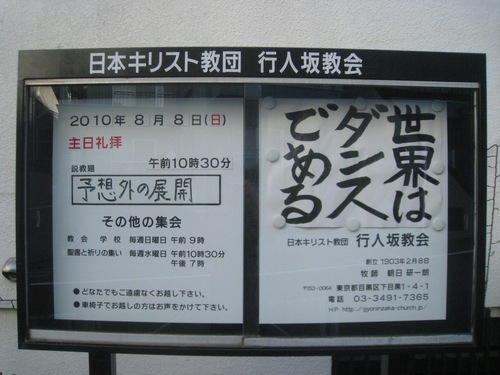 日本キリスト教団 行人坂教会
2010年 8月 8日(日)
主日礼拝
午前10時30分
説教題
予想外の展開
その他の集会
教会学校 毎週日曜日 午前9時
聖書と祈りの集い 毎週水曜日 午前10時30分
午後7時
●どなたでもご遠慮なくお越し下さい。
●車椅子でお越しの方はお声をかけて下さい。
世界は
ダンス
である
日本キリスト教団 行人坂教会
創立 1903年2月8日
牧師 朝日 研一朗
〒153-0064 東京都目黒区下目黒1-4-1
電話 03-3491-7365
H.P http://gyoninzaka-church.jp/